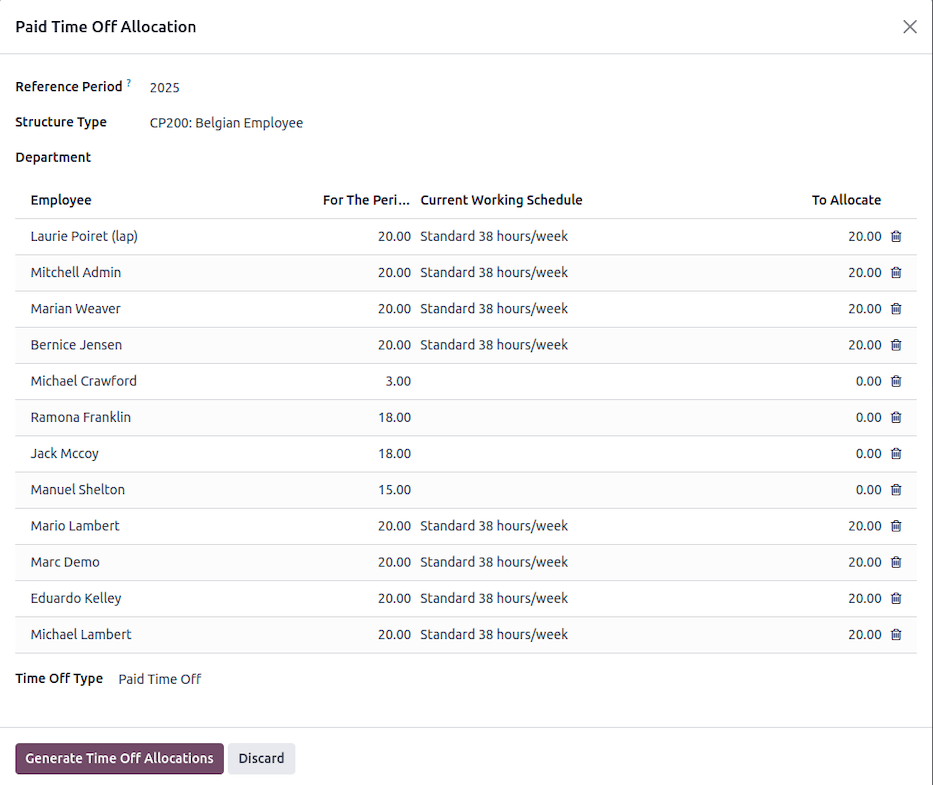 Paid Time Off Allocation
Reference Period ? 2025
Structure Type CP200: Belgian Employee
Department
Employee For The Peri... Current Working Schedule To Allocate
Laurie Poiret (lap) 20.00 Standard 38 hours/week 20.00
Mitchell Admin 20.00 Standard 38 hours/week 20.00
Marian Weaver 20.00 Standard 38 hours/week 20.00
Bernice Jensen 20.00 Standard 38 hours/week 20.00
Michael Crawford 3.00 0.00
Ramona Franklin 18.00 0.00
Jack Mccoy 18.00 0.00
Manuel Shelton 15.00 0.00
Mario Lambert 20.00 Standard 38 hours/week 20.00
Marc Demo 20.00 Standard 38 hours/week 20.00
Eduardo Kelley 20.00 Standard 38 hours/week 20.00
Michael Lambert 20.00 Standard 38 hours/week 20.00
Time Off Type Paid Time Off
Generate Time Off Allocations Discard